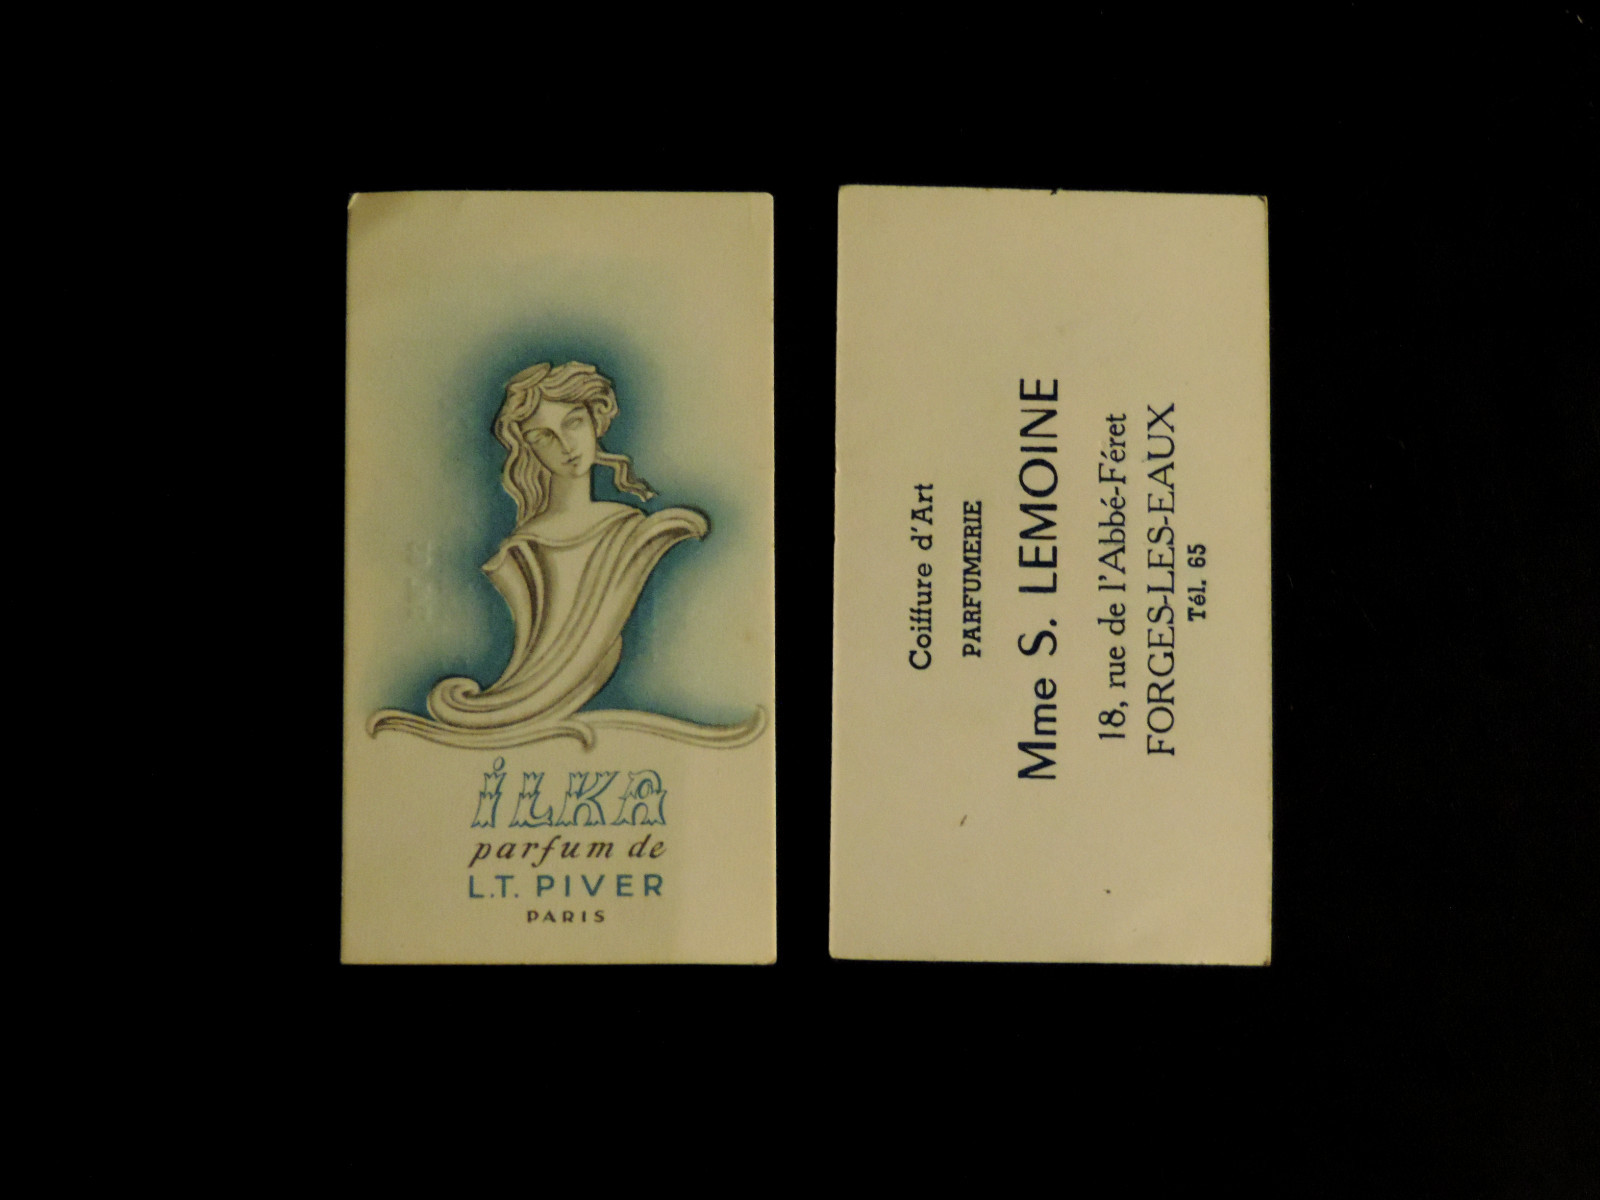 iLKA
parfum de
L.T. PIVER
PARIS
Coiffure d'Art
PARFUMERIE
Mme S. LEMOINE
18, rue de l'Abbé-Féret
FORGES-LES-EAUX
Tél. 65